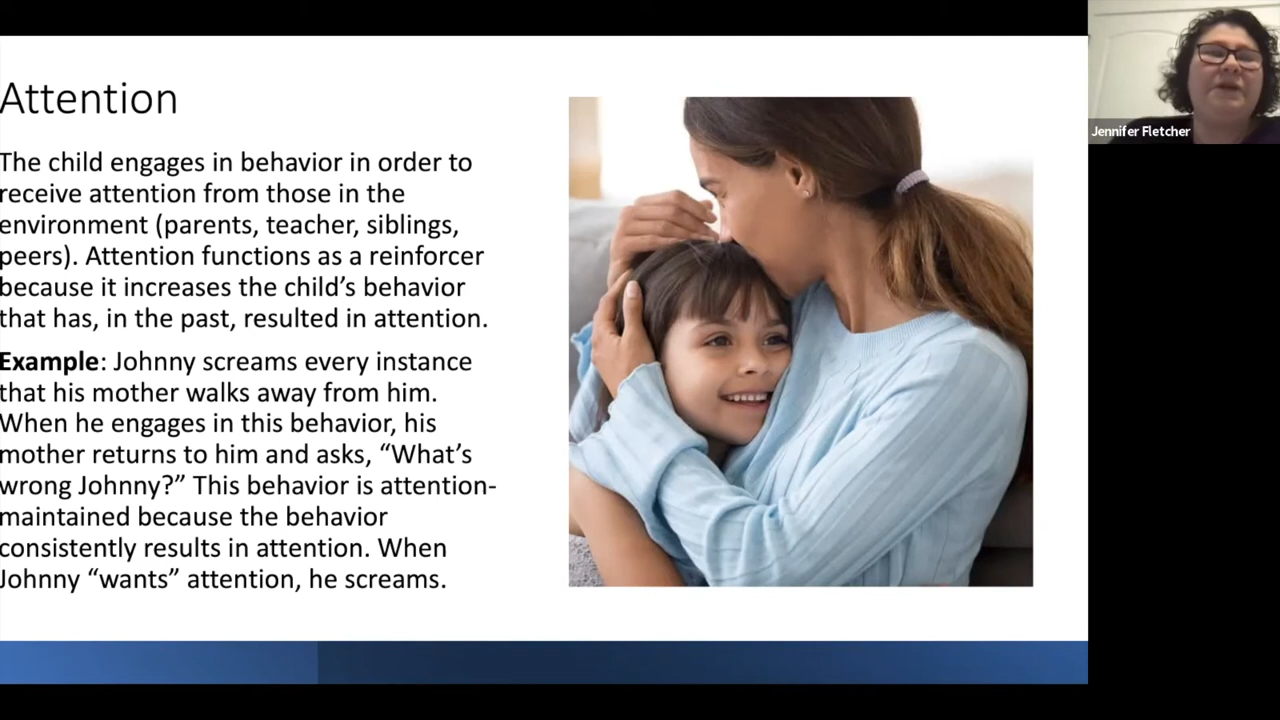 Attention
The child engages in behavior in order to
receive attention from those in the
environment (parents, teacher, siblings,
peers). Attention functions as a reinforcer
because it increases the child’s behavior
that has, in the past, resulted in attention.
Example: Johnny screams every instance
that his mother walks away from him.
When he engages in this behavior, his
mother returns to him and asks, “What’s
wrong Johnny?” This behavior is attention-
maintained because the behavior
consistently results in attention. When
Johnny “wants” attention, he screams.
Jennifer Fletcher